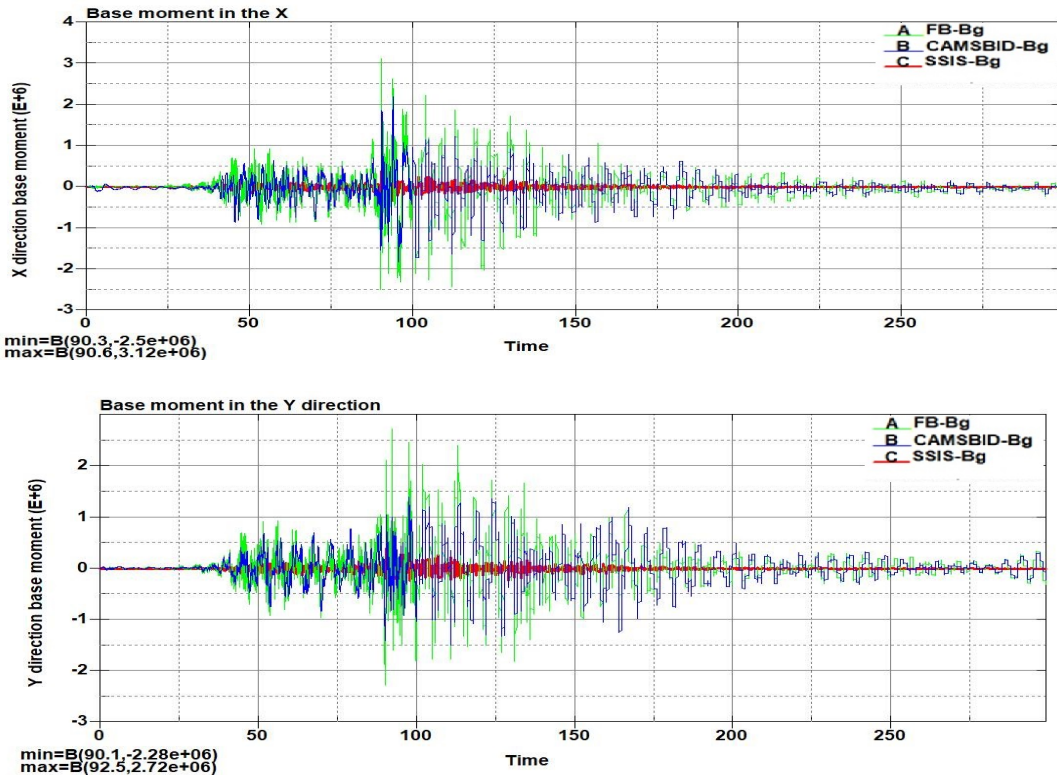 Base moment in the X
A FB-Bg
B CAMSBID-Bg
C SSIS-Bg
X direction base moment (E+6)
4
3
2
1
0
-1
-2
-3
0 50 100 150 200 250
min=B(90.3,-2.5e+06)
max=B(90.6,3.12e+06)
Time
Base moment in the Y direction
A FB-Bg
B CAMSBID-Bg
C SSIS-Bg
Y direction base moment (E+6)
2
1
0
-1
-2
-3
0 50 100 150 200 250
min=B(90.1,-2.28e+06)
max=B(92.5,2.72e+06)
Time